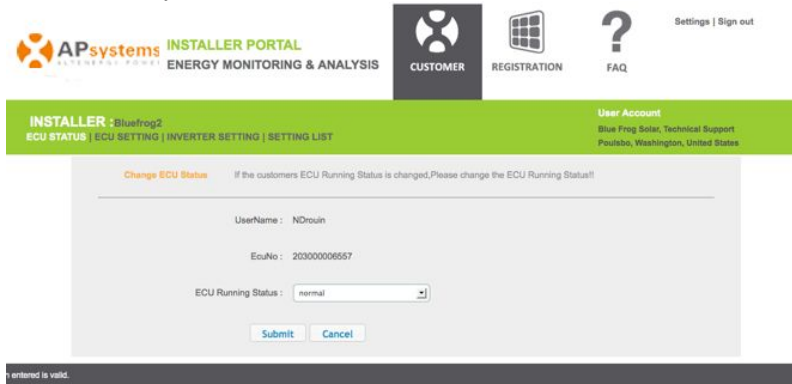 Settings | Sign out
APsystems
ALTENERGY POWER
INSTALLER PORTAL
ENERGY MONITORING & ANALYSIS
CUSTOMER
REGISTRATION
?
FAQ
INSTALLER :Bluefrog2
ECU STATUS | ECU SETTING | INVERTER SETTING | SETTING LIST
User Account
Blue Frog Solar, Technical Support
Poulsbo, Washington, United States
Change ECU Status If the customers ECU Running Status is changed,Please change the ECU Running Status!!
UserName : NDrouin
EcuNo : 203000006557
ECU Running Status : normal
Submit Cancel
n entered is valid.